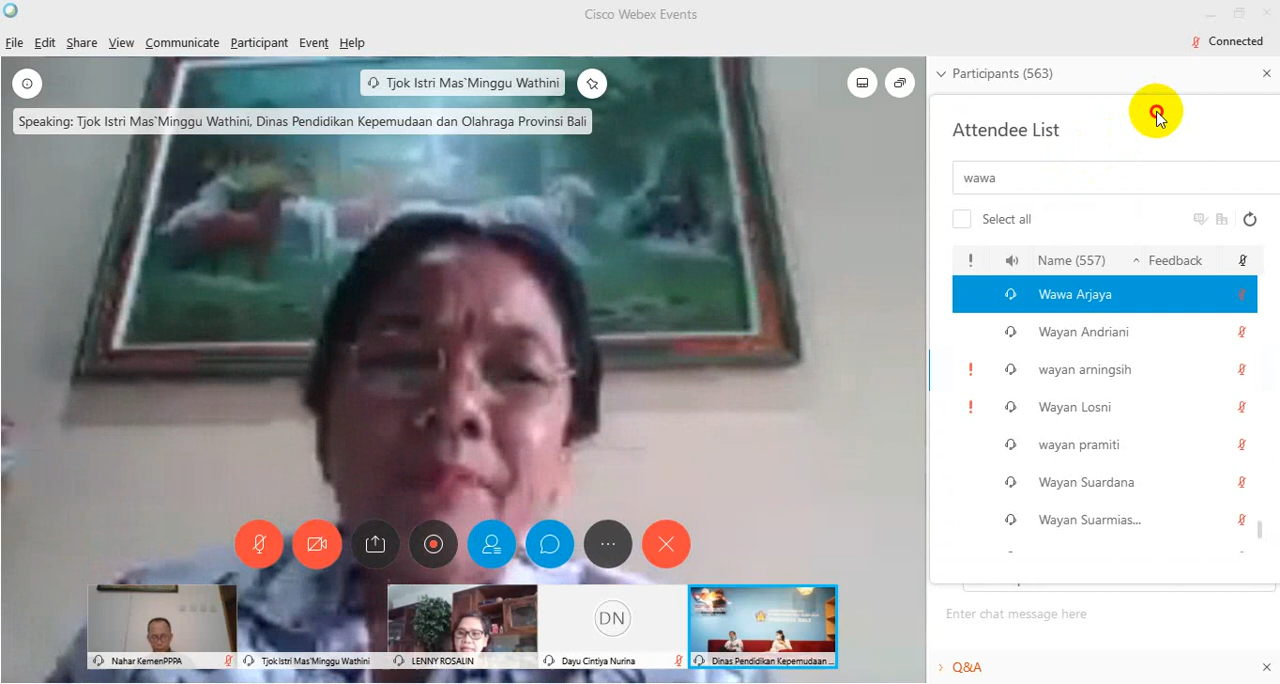 Cisco Webex Events
File Edit Share View Communicate Participant Event Help
Connected
Tjok Istri Mas`Minggu Wathini
Speaking: Tjok Istri Mas`Minggu Wathini, Dinas Pendidikan Kepemudaan dan Olahraga Provinsi Bali
Participants (563)
Attendee List
wawa
Select all
Name (557) Feedback
Wawa Arjaya
Wayan Andriani
! wayan arningsih
! Wayan Losni
wayan pramiti
Wayan Suardana
Wayan Suarmias...
Enter chat message here
Q&A
DN
Nahar KemenPPPA
Tjok Istri Mas`Minggu Wathini
LENNY ROSALIN
Dayu Cintiya Nurina
Dinas Pendidikan Kepemudaan ...